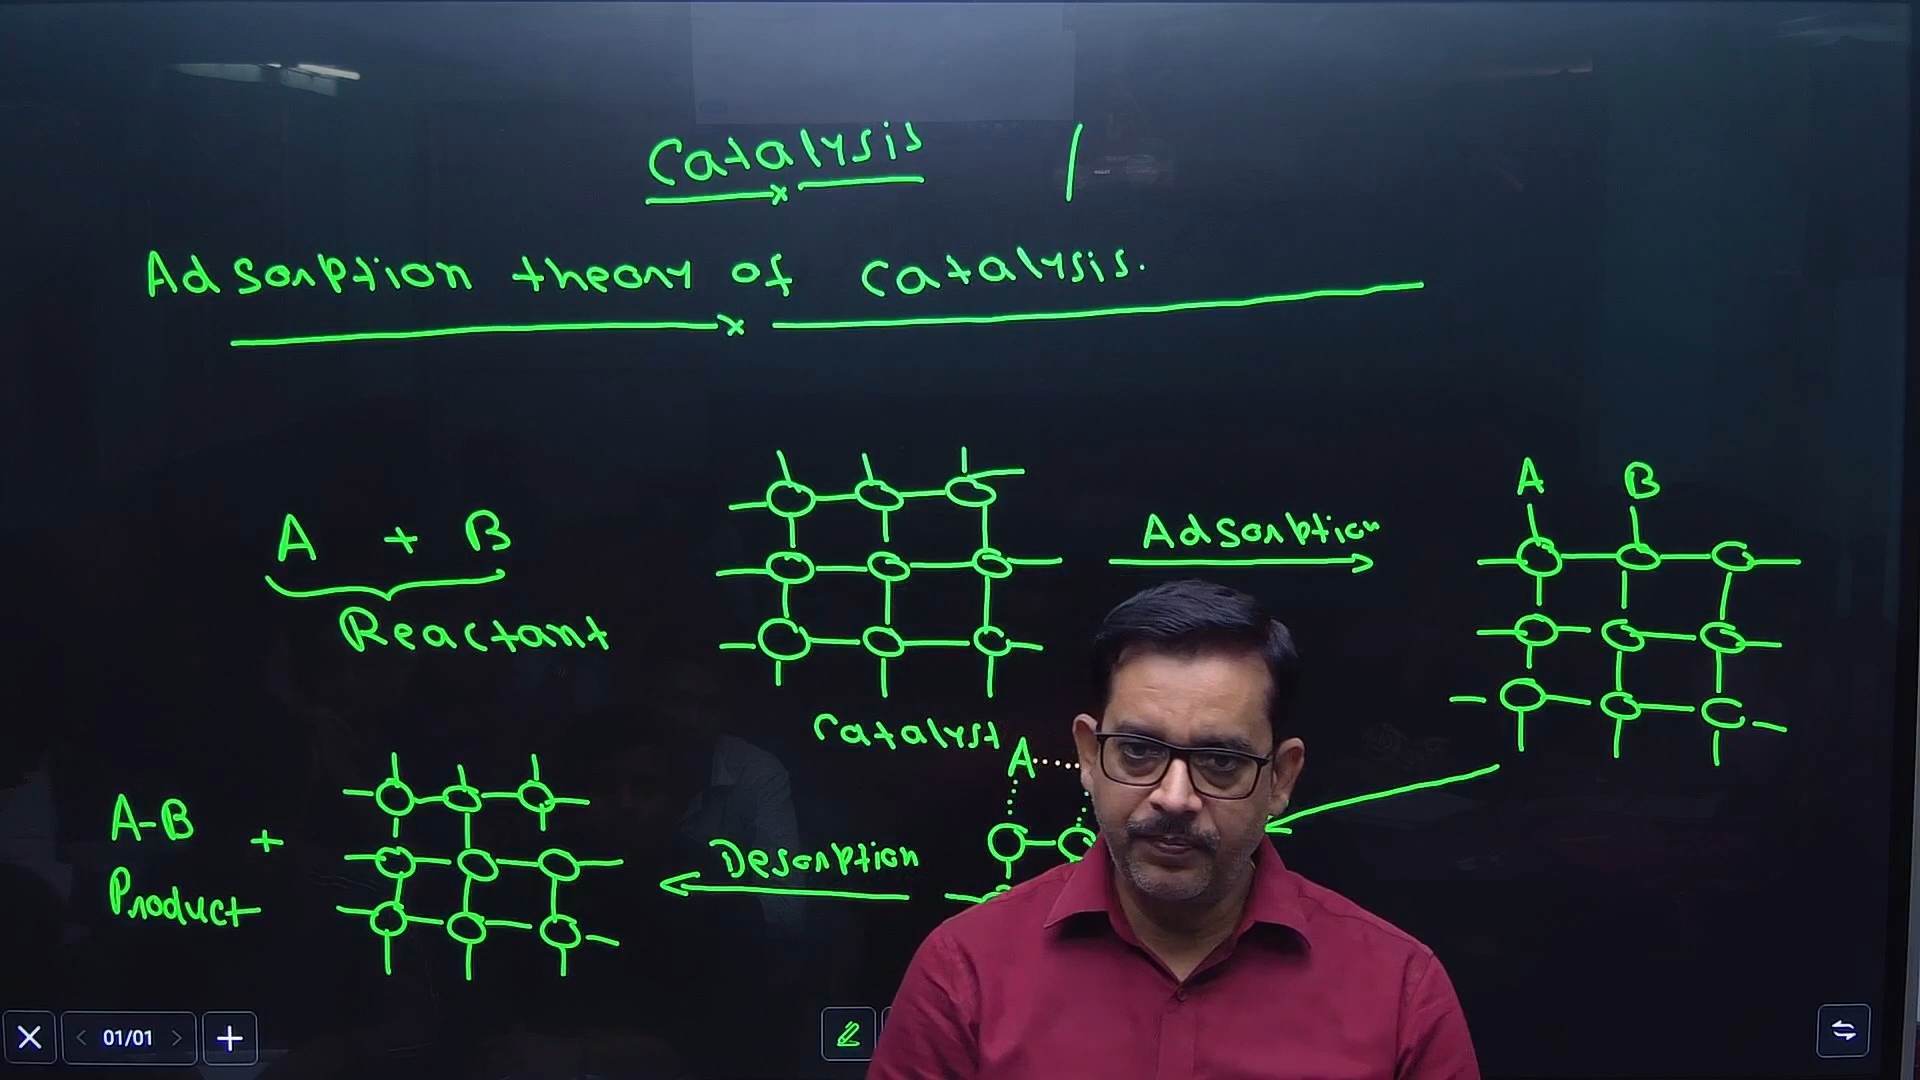 Catalysis
Adsorption theory of catalysis.
A + B
Reactant
Catalyst
Adsorption
A B
A
Desorption
A-B
Product
+
01/01